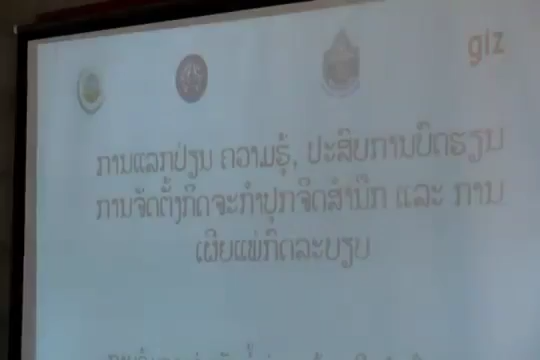 giz
ການແລກປ່ຽນ ຄວາມຮູ້, ປະສົບການບົດຮຽນ
ການຈັດຕັ້ງກິດຈະກຳປຸກຈິດສຳນຶກ ແລະ ການ
ເຜີຍແພ່ກົດລະບຽບ